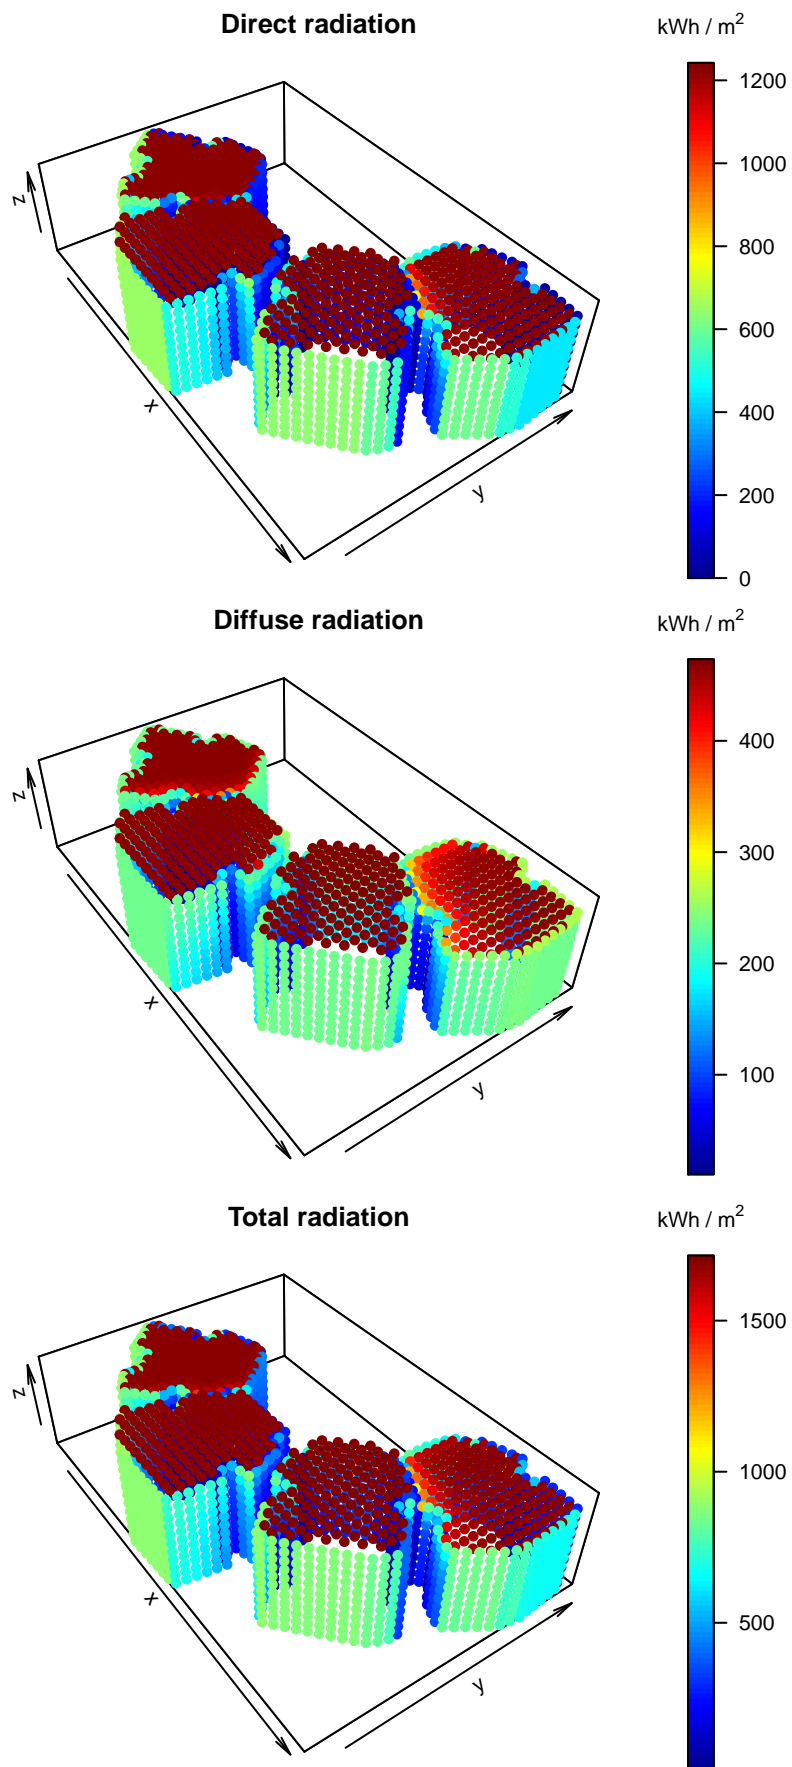 Direct radiation
kWh / m²
1200
1000
800
600
400
200
0
z
x
y
Diffuse radiation
kWh / m²
400
300
200
100
z
x
y
Total radiation
kWh / m²
1500
1000
500
z
x
y